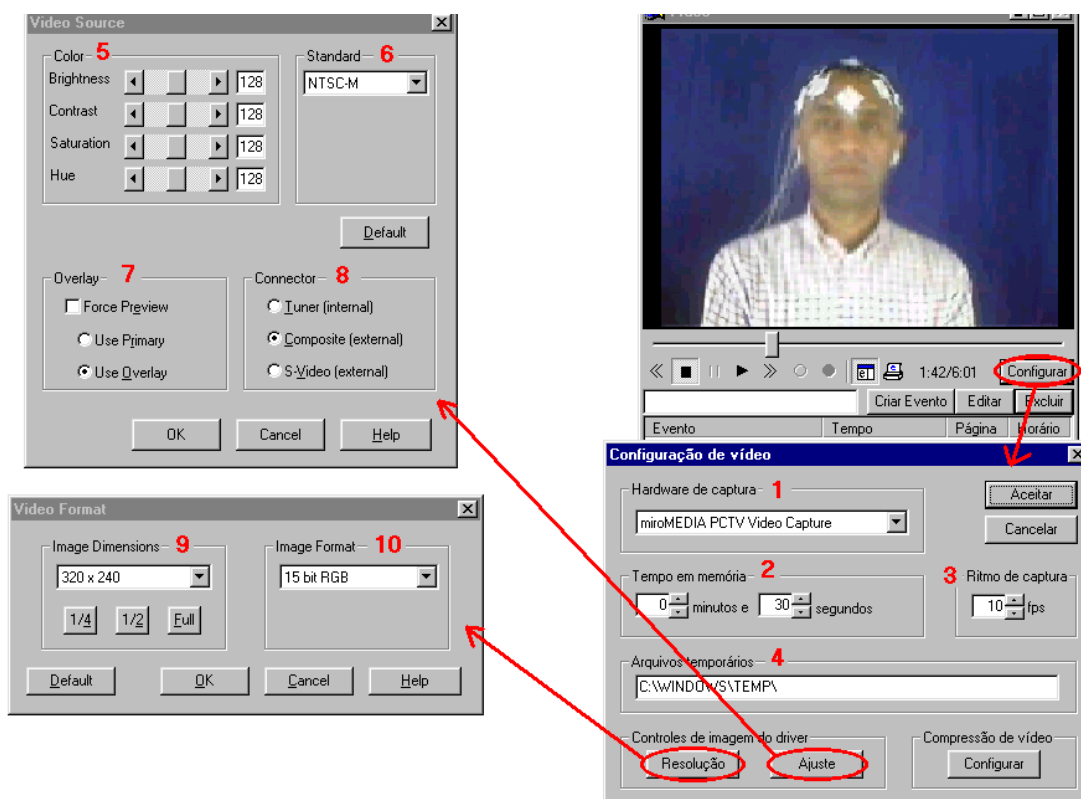 Video Source
Color 5
Brightness 128
Contrast 128
Saturation 128
Hue 128
Standard 6
NTSC-M
Default
Overlay 7
Force Preview
Use Primary
Use Overlay
Connector 8
Tuner (internal)
Composite (external)
S-Video (external)
OK Cancel Help
Video Format
Image Dimensions 9
320 x 240
1/4 1/2 Full
Image Format 10
15 bit RGB
Default OK Cancel Help
1:42/6:01 Configurar
Criar Evento Editar Excluir
Evento Tempo Página Horário
Configuração de vídeo
Hardware de captura 1
miroMEDIA PCTV Video Capture
Aceitar
Cancelar
Tempo em memória 2
0 minutos e 30 segundos
3 Ritmo de captura
10 fps
Arquivos temporários 4
C:\WINDOWS\TEMP\
Controles de imagem do driver
Resolução Ajuste
Compressão de vídeo
Configurar